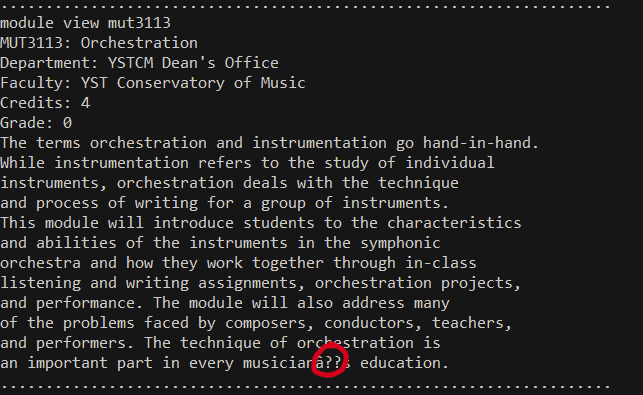 ................................................................
module view mut3113
MUT3113: Orchestration
Department: YSTCM Dean's Office
Faculty: YST Conservatory of Music
Credits: 4
Grade: 0
The terms orchestration and instrumentation go hand-in-hand.
While instrumentation refers to the study of individual
instruments, orchestration deals with the technique
and process of writing for a group of instruments.
This module will introduce students to the characteristics
and abilities of the instruments in the symphonic
orchestra and how they work together through in-class
listening and writing assignments, orchestration projects,
and performance. The module will also address many
of the problems faced by composers, conductors, teachers,
and performers. The technique of orchestration is
an important part in every musicianâ??s education.
................................................................